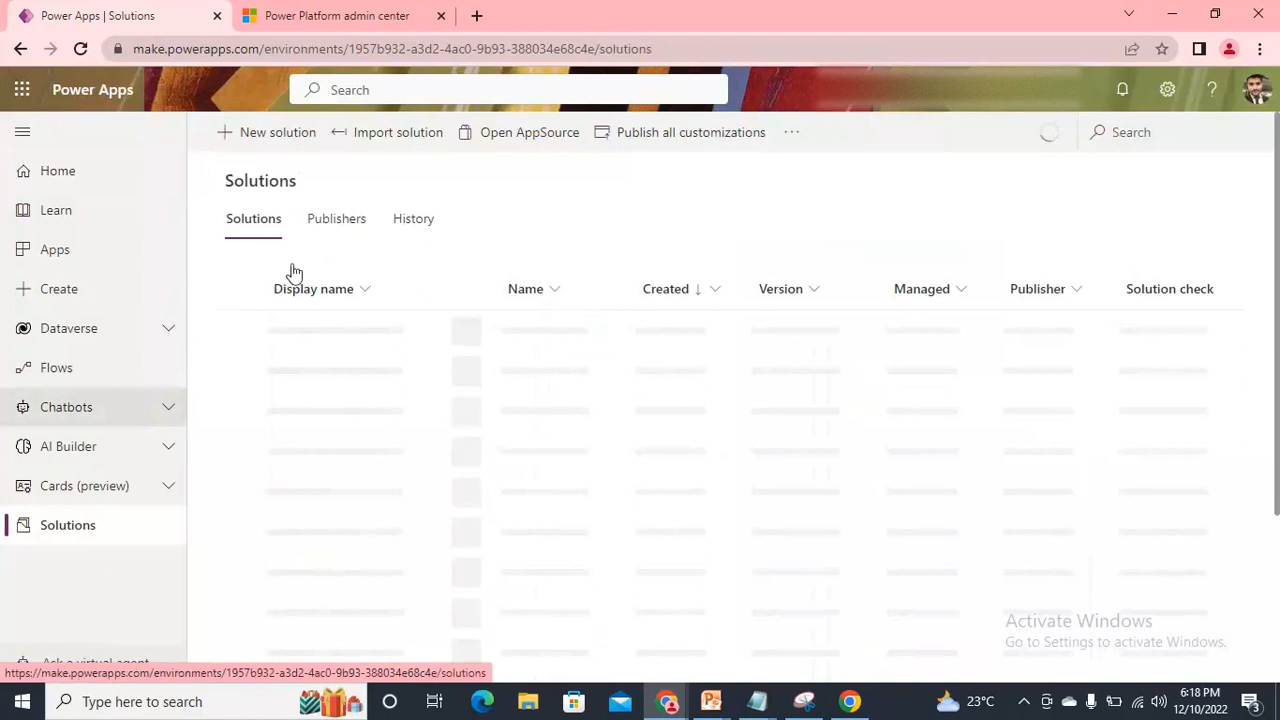 Power Apps | Solutions
Power Platform admin center
make.powerapps.com/environments/1957b932-a3d2-4ac0-9b93-388034e68c4e/solutions
Power Apps
Search
New solution
Import solution
Open AppSource
Publish all customizations
Search
Home
Learn
Apps
Create
Dataverse
Flows
Chatbots
AI Builder
Cards (preview)
Solutions
Ask a virtual agent
Solutions
Solutions
Publishers
History
Display name
Name
Created
Version
Managed
Publisher
Solution check
Activate Windows
Go to Settings to activate Windows.
https://make.powerapps.com/environments/1957b932-a3d2-4ac0-9b93-388034e68c4e/solutions
Type here to search
23°C
6:18 PM
12/10/2022
3